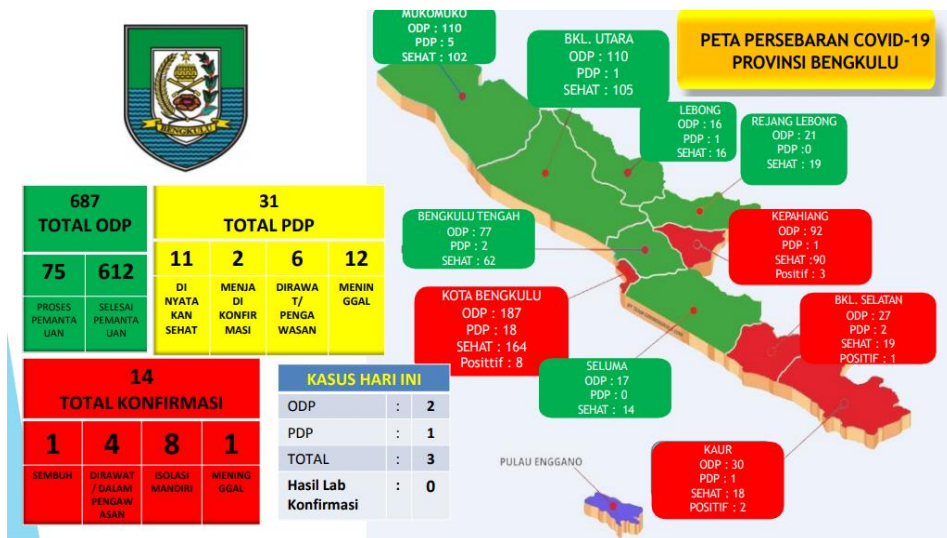 BENGKULU
687
TOTAL ODP
75
612
PROSES
PEMANTA
UAN
SELESAI
PEMANTA
UAN
31
TOTAL PDP
11
2
6
12
DI
NYATA
KAN
SEHAT
MENJA
DI
KONFIR
MASI
DIRAWA
T/
PENGA
WASAN
MENIN
GGAL
14
TOTAL KONFIRMASI
1
4
8
1
SEMBUH
DIRAWAT
/ DALAM
PENGAW
ASAN
ISOLASI
MANDIRI
MENING
GGAL
KASUS HARI INI
ODP : 2
PDP : 1
TOTAL : 3
Hasil Lab : 0
Konfirmasi
PETA PERSEBARAN COVID-19
PROVINSI BENGKULU
MUKOMUKO
ODP : 110
PDP : 5
SEHAT : 102
BKL. UTARA
ODP : 110
PDP : 1
SEHAT : 105
LEBONG
ODP : 16
PDP : 1
SEHAT : 16
REJANG LEBONG
ODP : 21
PDP :0
SEHAT : 19
BENGKULU TENGAH
ODP : 77
PDP : 2
SEHAT : 62
KEPAHIANG
ODP : 92
PDP : 1
SEHAT :90
Positif : 3
KOTA BENGKULU
ODP : 187
PDP : 18
SEHAT : 164
Posittif : 8
BKL. SELATAN
ODP : 27
PDP : 2
SEHAT : 19
POSITIF : 1
SELUMA
ODP : 17
PDP : 0
SEHAT : 14
KAUR
ODP : 30
PDP : 1
SEHAT : 18
POSITIF : 2
PULAU ENGGANO